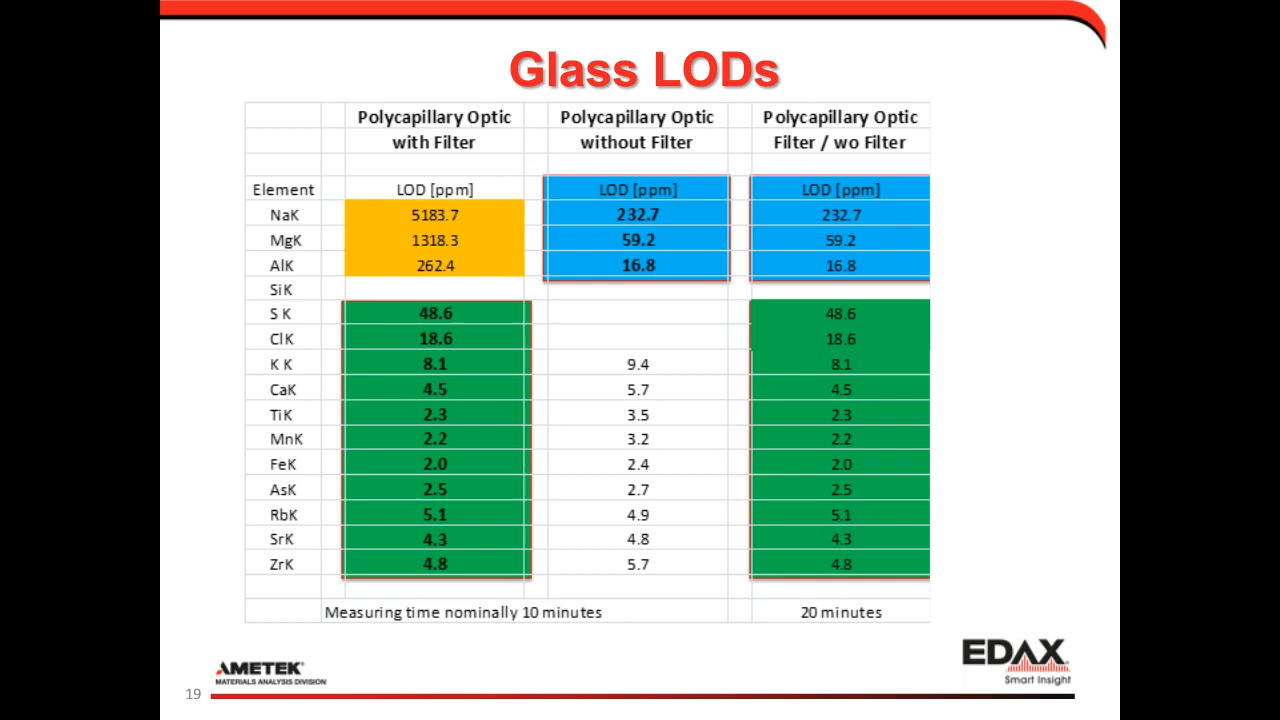 Glass LODs
Polycapillary Optic Polycapillary Optic Polycapillary Optic
with Filter without Filter Filter / wo Filter
Element LOD [ppm] LOD [ppm] LOD [ppm]
NaK 5183.7 232.7 232.7
MgK 1318.3 59.2 59.2
AlK 262.4 16.8 16.8
SiK
S K 48.6 48.6
ClK 18.6 18.6
K K 8.1 9.4 8.1
CaK 4.5 5.7 4.5
TiK 2.3 3.5 2.3
MnK 2.2 3.2 2.2
FeK 2.0 2.4 2.0
AsK 2.5 2.7 2.5
RbK 5.1 4.9 5.1
SrK 4.3 4.8 4.3
ZrK 4.8 5.7 4.8
Measuring time nominally 10 minutes 20 minutes
AMETEK®
MATERIALS ANALYSIS DIVISION
EDAX
Smart Insight
19